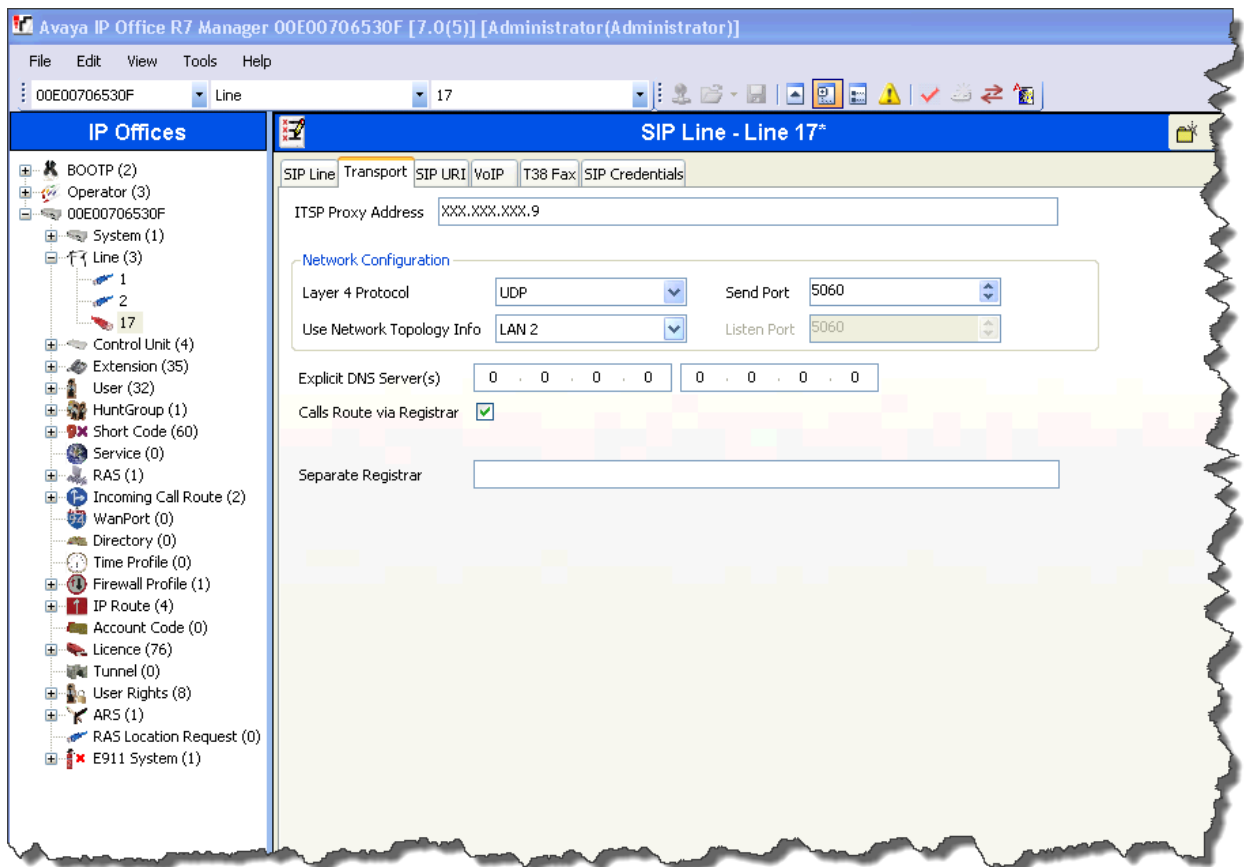 Avaya IP Office R7 Manager 00E00706530F [7.0(5)] [Administrator(Administrator)]
File Edit View Tools Help
00E00706530F Line 17
IP Offices
SIP Line - Line 17*
BOOTP (2)
Operator (3)
00E00706530F
System (1)
Line (3)
1
2
17
Control Unit (4)
Extension (35)
User (32)
HuntGroup (1)
Short Code (60)
Service (0)
RAS (1)
Incoming Call Route (2)
WanPort (0)
Directory (0)
Time Profile (0)
Firewall Profile (1)
IP Route (4)
Account Code (0)
Licence (76)
Tunnel (0)
User Rights (8)
ARS (1)
RAS Location Request (0)
E911 System (1)
SIP Line Transport SIP URI VoIP T38 Fax SIP Credentials
ITSP Proxy Address XXX.XXX.XXX.9
Network Configuration
Layer 4 Protocol UDP Send Port 5060
Use Network Topology Info LAN 2 Listen Port 5060
Explicit DNS Server(s) 0 . 0 . 0 . 0 0 . 0 . 0 . 0
Calls Route via Registrar
Separate Registrar